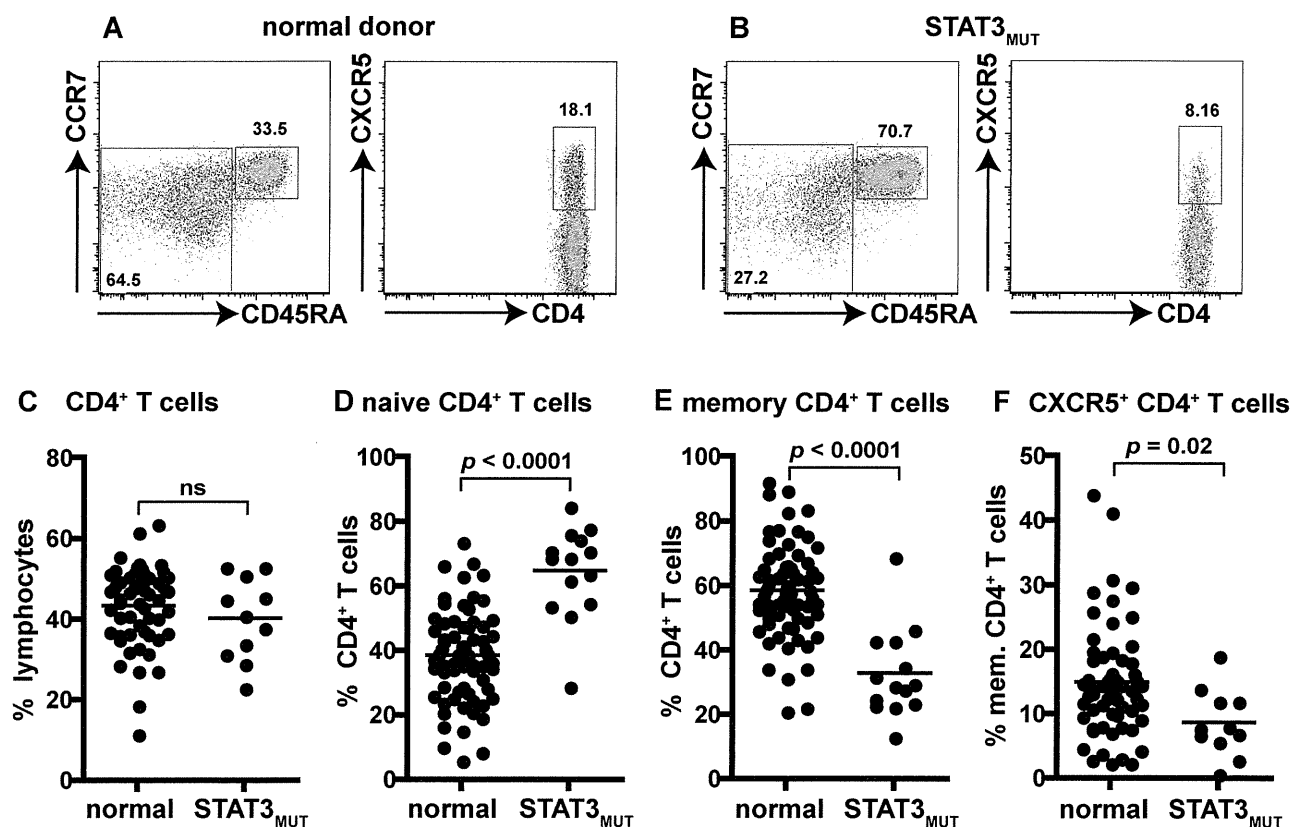 A normal donor
B STAT3MUT
CCR7
33.5
64.5
CD45RA
CXCR5
18.1
CD4
CCR7
70.7
27.2
CD45RA
CXCR5
8.16
CD4
C CD4+ T cells
% lymphocytes
80
60
40
20
0
ns
normal STAT3MUT
D naive CD4+ T cells
% CD4+ T cells
100
80
60
40
20
0
p < 0.0001
normal STAT3MUT
E memory CD4+ T cells
% CD4+ T cells
100
80
60
40
20
0
p < 0.0001
normal STAT3MUT
F CXCR5+ CD4+ T cells
% mem. CD4+ T cells
50
40
30
20
10
0
p = 0.02
normal STAT3MUT